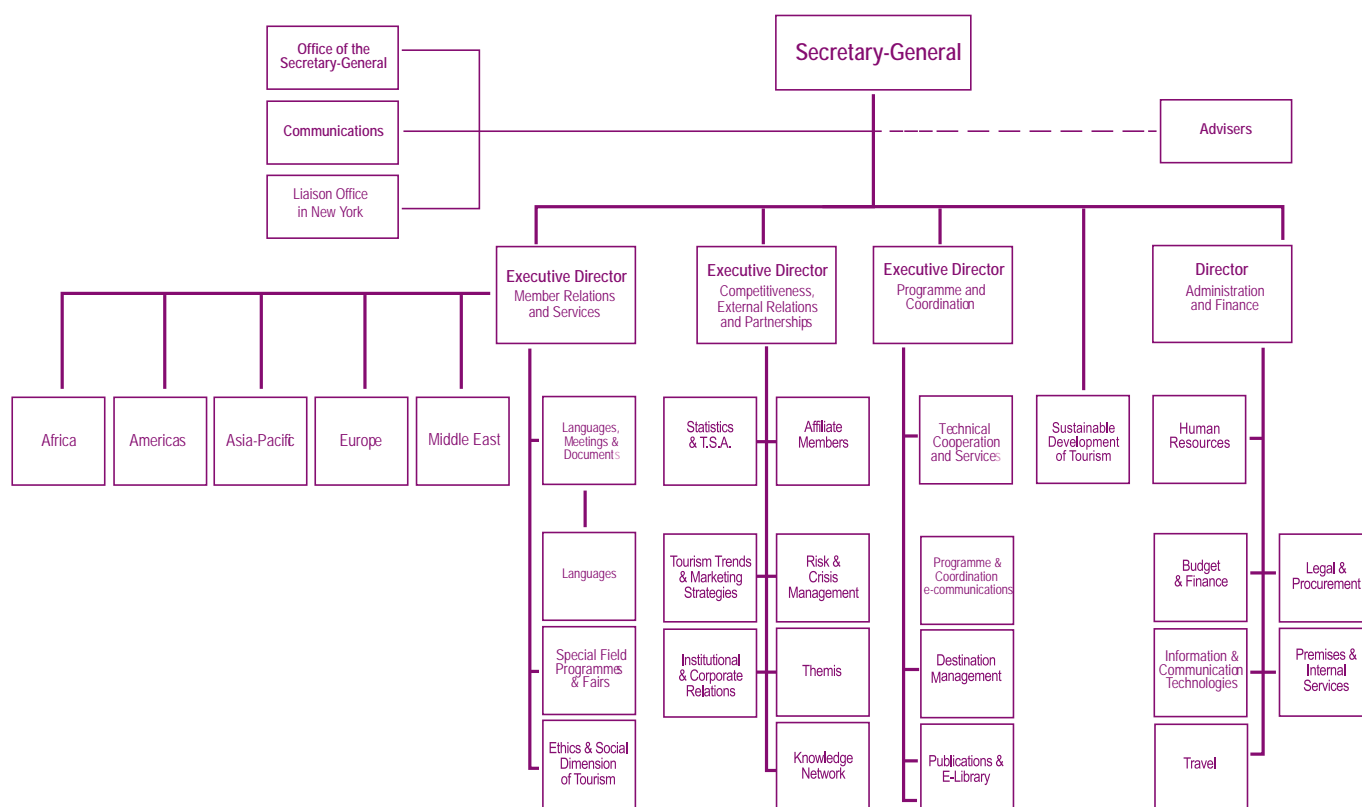 Office of the
Secretary-General
Secretary-General
Communications
Advisers
Liaison Office
in New York
Executive Director
Member Relations
and Services
Executive Director
Competitiveness,
External Relations
and Partnerships
Executive Director
Programme and
Coordination
Director
Administration
and Finance
Africa
Americas
Asia-Pacific
Europe
Middle East
Languages,
Meetings &
Documents
Statistics
& T.S.A.
Affiliate
Members
Technical
Cooperation
and Services
Sustainable
Development
of Tourism
Human
Resources
Languages
Tourism Trends
& Marketing
Strategies
Risk &
Crisis
Management
Programme &
Coordination
e-communications
Budget
& Finance
Legal &
Procurement
Special Field
Programmes
& Fairs
Institutional
& Corporate
Relations
Themis
Destination
Management
Information &
Communication
Technologies
Premises &
Internal
Services
Ethics & Social
Dimension
of Tourism
Knowledge
Network
Publications &
E-Library
Travel